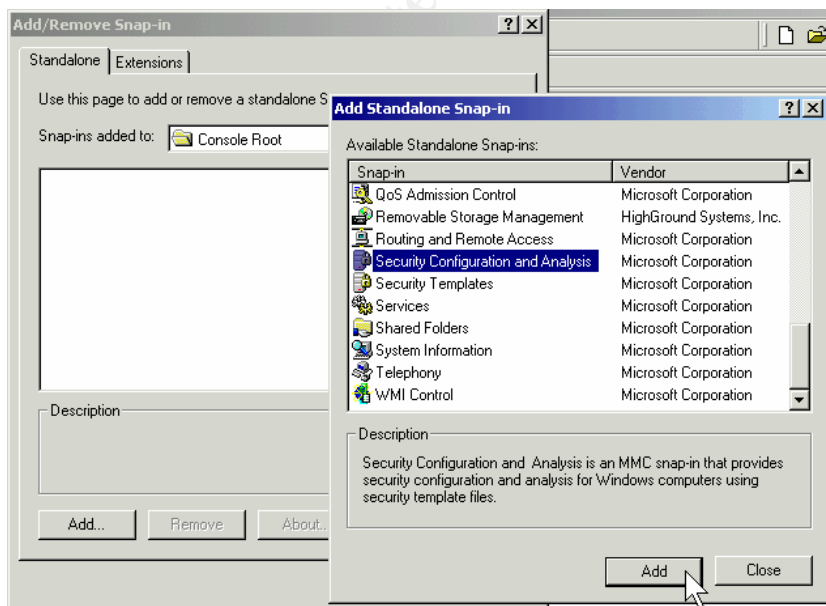 Add/Remove Snap-in
Standalone
Extensions
Use this page to add or remove a standalone S
Snap-ins added to:
Console Root
Description
Add...
Remove
About..
Add Standalone Snap-in
Available Standalone Snap-ins:
Snap-in Vendor
QoS Admission Control Microsoft Corporation
Removable Storage Management HighGround Systems, Inc.
Routing and Remote Access Microsoft Corporation
Security Configuration and Analysis Microsoft Corporation
Security Templates Microsoft Corporation
Services Microsoft Corporation
Shared Folders Microsoft Corporation
System Information Microsoft Corporation
Telephony Microsoft Corporation
WMI Control Microsoft Corporation
Description
Security Configuration and Analysis is an MMC snap-in that provides
security configuration and analysis for Windows computers using
security template files.
Add
Close